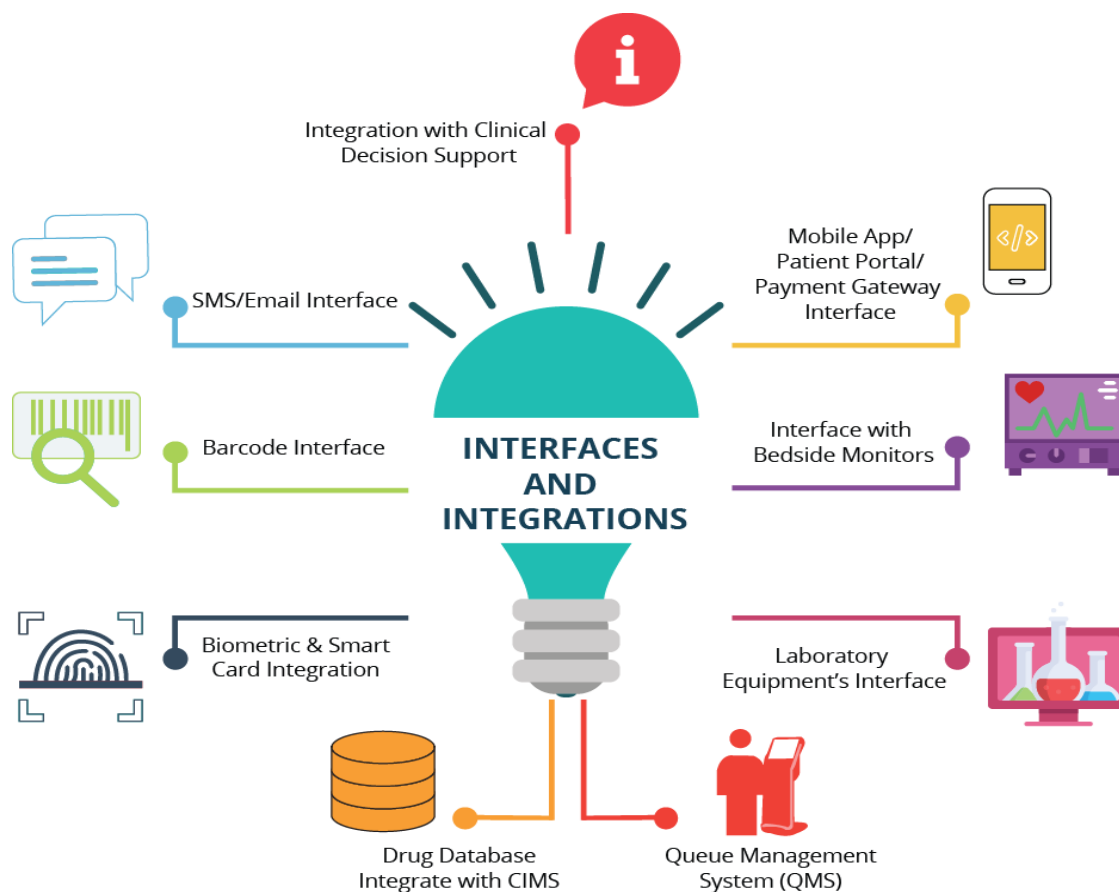 Integration with Clinical
Decision Support
SMS/Email Interface
Mobile App/
Patient Portal/
Payment Gateway
Interface
Barcode Interface
INTERFACES
AND
INTEGRATIONS
Interface with
Bedside Monitors
Biometric & Smart
Card Integration
Laboratory
Equipment’s Interface
Drug Database
Integrate with CIMS
Queue Management
System (QMS)